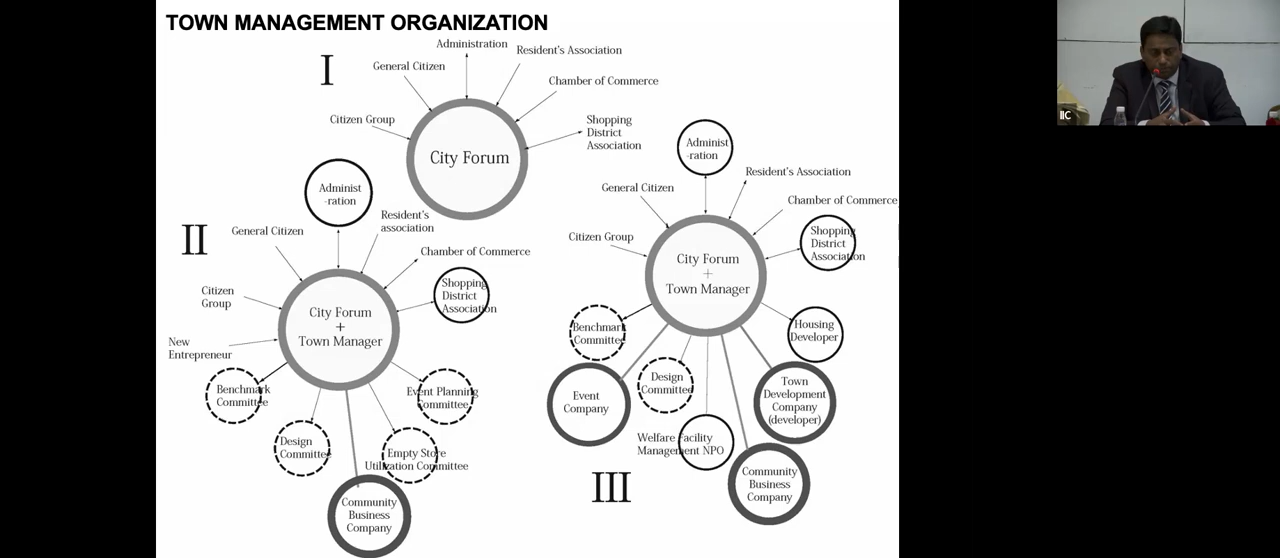 TOWN MANAGEMENT ORGANIZATION
I
Administration
Resident's Association
General Citizen
Chamber of Commerce
Citizen Group
Shopping
District
Association
City Forum
II
Administ
-ration
Resident's
association
General Citizen
Chamber of Commerce
Citizen
Group
Shopping
District
Association
New
Entrepreneur
City Forum
+
Town Manager
Benchmark
Committee
Event Planning
Committee
Design
Committee
Empty Store
Utilization Committee
Community
Business
Company
III
Administ
-ration
Resident's Association
General Citizen
Chamber of Commerce
Citizen Group
Shopping
District
Association
City Forum
+
Town Manager
Benchmark
Committee
Housing
Developer
Event
Company
Design
Committee
Town
Development
Company
(developer)
Welfare Facility
Management NPO
Community
Business
Company
IIC